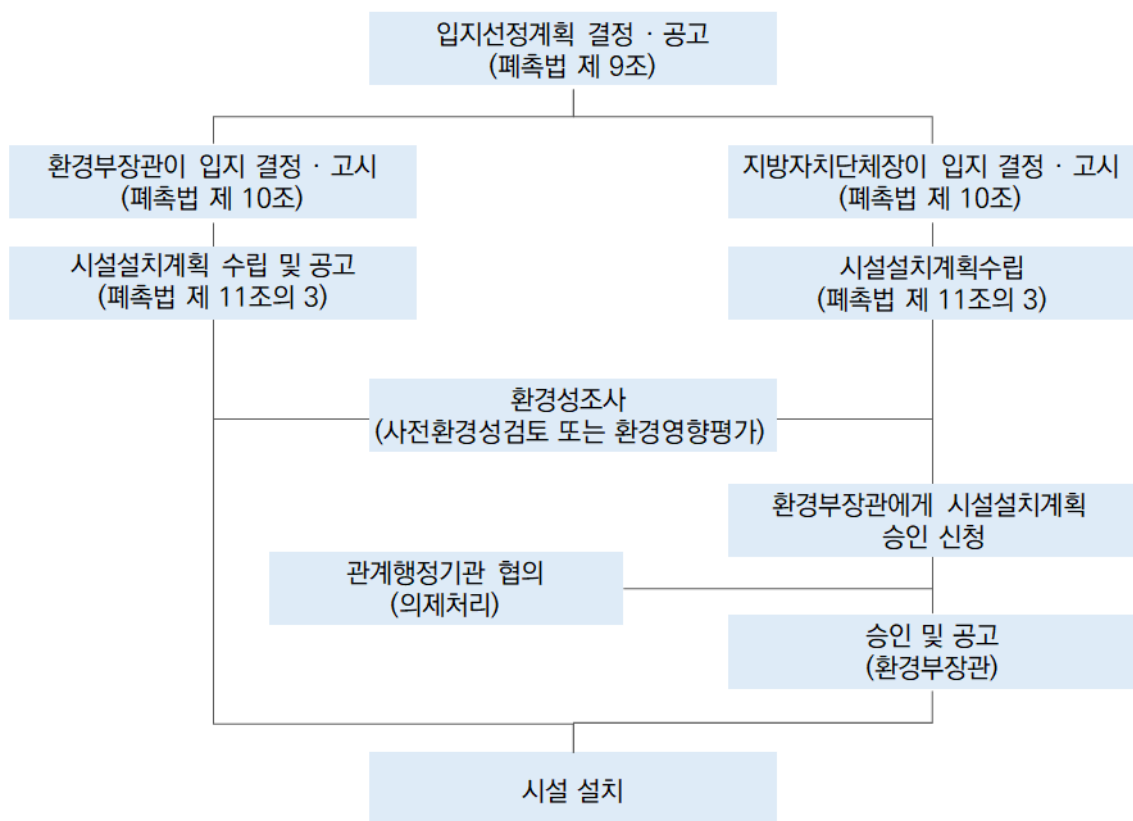 입지선정계획 결정 · 공고
(폐촉법 제 9조)
환경부장관이 입지 결정 · 고시
(폐촉법 제 10조)
지방자치단체장이 입지 결정 · 고시
(폐촉법 제 10조)
시설설치계획 수립 및 공고
(폐촉법 제 11조의 3)
시설설치계획수립
(폐촉법 제 11조의 3)
환경성조사
(사전환경성검토 또는 환경영향평가)
환경부장관에게 시설설치계획
승인 신청
관계행정기관 협의
(의제처리)
승인 및 공고
(환경부장관)
시설 설치